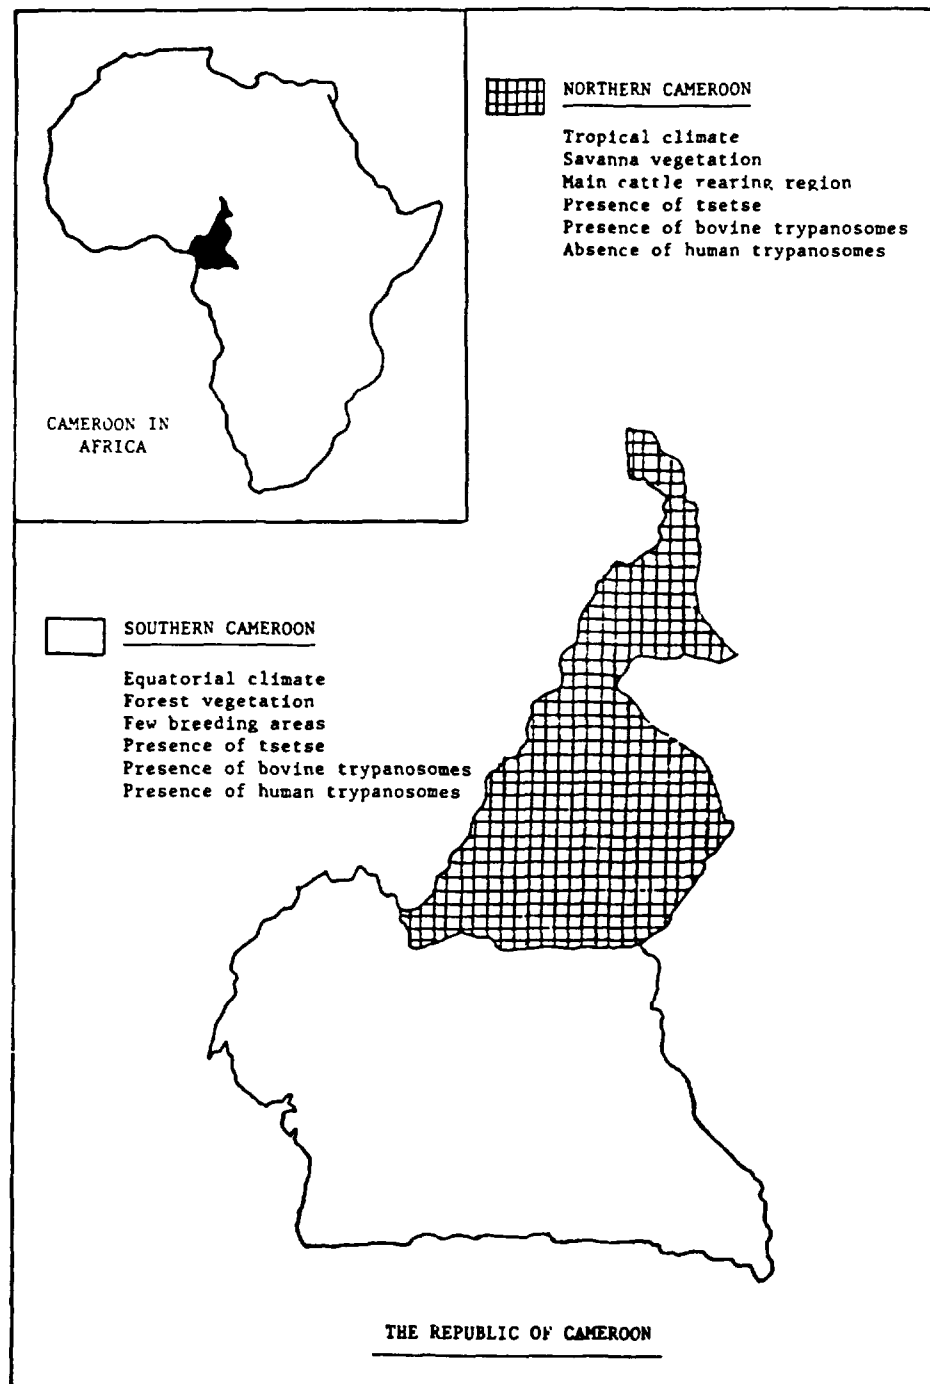 CAMEROON IN
AFRICA
NORTHERN CAMEROON
Tropical climate
Savanna vegetation
Main cattle rearing region
Presence of tsetse
Presence of bovine trypanosomes
Absence of human trypanosomes
SOUTHERN CAMEROON
Equatorial climate
Forest vegetation
Few breeding areas
Presence of tsetse
Presence of bovine trypanosomes
Presence of human trypanosomes
THE REPUBLIC OF CAMEROON